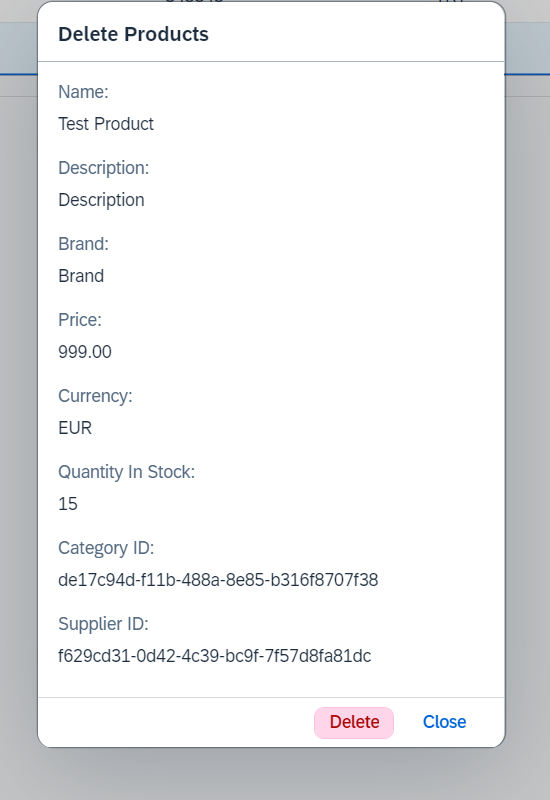 Delete Products
Name:
Test Product
Description:
Description
Brand:
Brand
Price:
999.00
Currency:
EUR
Quantity In Stock:
15
Category ID:
de17c94d-f11b-488a-8e85-b316f8707f38
Supplier ID:
f629cd31-0d42-4c39-bc9f-7f57d8fa81dc
Delete Close